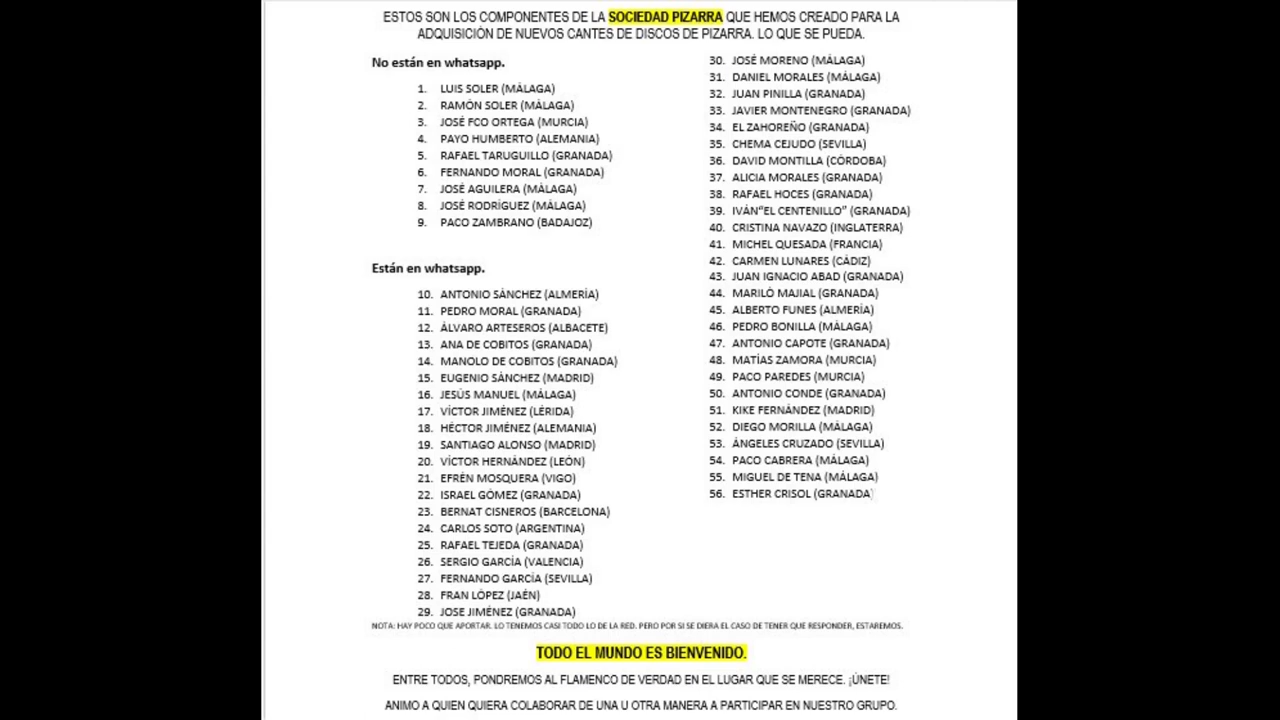 ESTOS SON LOS COMPONENTES DE LA SOCIEDAD PIZARRA QUE HEMOS CREADO PARA LA
ADQUISICIÓN DE NUEVOS CANTES DE DISCOS DE PIZARRA. LO QUE SE PUEDA.
No están en whatsapp.
1. LUIS SOLER (MÁLAGA)
2. RAMÓN SOLER (MÁLAGA)
3. JOSÉ FCO ORTEGA (MURCIA)
4. PAYO HUMBERTO (ALEMANIA)
5. RAFAEL TARUGUILLO (GRANADA)
6. FERNANDO MORAL (GRANADA)
7. JOSÉ AGUILERA (MÁLAGA)
8. JOSÉ RODRÍGUEZ (MÁLAGA)
9. PACO ZAMBRANO (BADAJOZ)
Están en whatsapp.
10. ANTONIO SÁNCHEZ (ALMERÍA)
11. PEDRO MORAL (GRANADA)
12. ÁLVARO ARTESEROS (ALBACETE)
13. ANA DE COBITOS (GRANADA)
14. MANOLO DE COBITOS (GRANADA)
15. EUGENIO SÁNCHEZ (MADRID)
16. JESÚS MANUEL (MÁLAGA)
17. VÍCTOR JIMÉNEZ (LÉRIDA)
18. HÉCTOR JIMÉNEZ (ALEMANIA)
19. SANTIAGO ALONSO (MADRID)
20. VÍCTOR HERNÁNDEZ (LEÓN)
21. EFRÉN MOSQUERA (VIGO)
22. ISRAEL GÓMEZ (GRANADA)
23. BERNAT CISNEROS (BARCELONA)
24. CARLOS SOTO (ARGENTINA)
25. RAFAEL TEJEDA (GRANADA)
26. SERGIO GARCÍA (VALENCIA)
27. FERNANDO GARCÍA (SEVILLA)
28. FRAN LÓPEZ (JAÉN)
29. JOSE JIMÉNEZ (GRANADA)
30. JOSÉ MORENO (MÁLAGA)
31. DANIEL MORALES (MÁLAGA)
32. JUAN PINILLA (GRANADA)
33. JAVIER MONTENEGRO (GRANADA)
34. EL ZAHOREÑO (GRANADA)
35. CHEMA CEJUDO (SEVILLA)
36. DAVID MONTILLA (CÓRDOBA)
37. ALICIA MORALES (GRANADA)
38. RAFAEL HOCES (GRANADA)
39. IVÁN“EL CENTENILLO” (GRANADA)
40. CRISTINA NAVAZO (INGLATERRA)
41. MICHEL QUESADA (FRANCIA)
42. CARMEN LUNARES (CÁDIZ)
43. JUAN IGNACIO ABAD (GRANADA)
44. MARILÓ MAJIAL (GRANADA)
45. ALBERTO FUNES (ALMERÍA)
46. PEDRO BONILLA (MÁLAGA)
47. ANTONIO CAPOTE (GRANADA)
48. MATÍAS ZAMORA (MURCIA)
49. PACO PAREDES (MURCIA)
50. ANTONIO CONDE (GRANADA)
51. KIKE FERNÁNDEZ (MADRID)
52. DIEGO MORILLA (MÁLAGA)
53. ÁNGELES CRUZADO (SEVILLA)
54. PACO CABRERA (MÁLAGA)
55. MIGUEL DE TENA (MÁLAGA)
56. ESTHER CRISOL (GRANADA)
NOTA: HAY POCO QUE APORTAR. LO TENEMOS CASI TODO LO DE LA RED. PERO POR SI SE DIERA EL CASO DE TENER QUE RESPONDER, ESTAREMOS.
TODO EL MUNDO ES BIENVENIDO.
ENTRE TODOS, PONDREMOS AL FLAMENCO DE VERDAD EN EL LUGAR QUE SE MERECE. ¡ÚNETE!
ANIMO A QUIEN QUIERA COLABORAR DE UNA U OTRA MANERA A PARTICIPAR EN NUESTRO GRUPO.